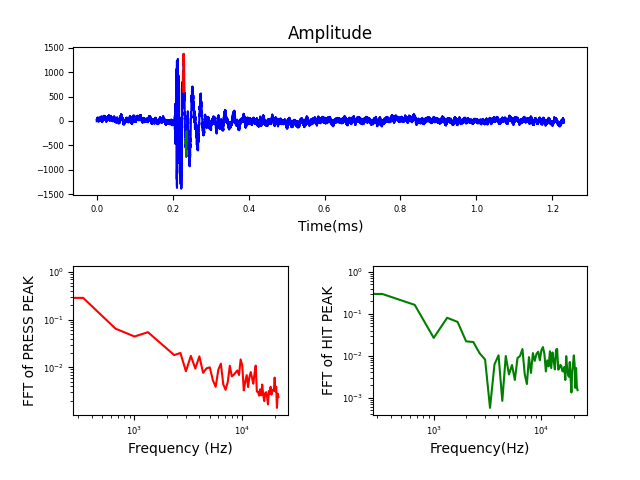 Amplitude
1500
1000
500
0
−500
−1000
−1500
0.0 0.2 0.4 0.6 0.8 1.0 1.2
Time(ms)
FFT of PRESS PEAK
10⁰
10⁻¹
10⁻²
10³ 10⁴
Frequency (Hz)
FFT of HIT PEAK
10⁰
10⁻¹
10⁻²
10⁻³
10³ 10⁴
Frequency(Hz)